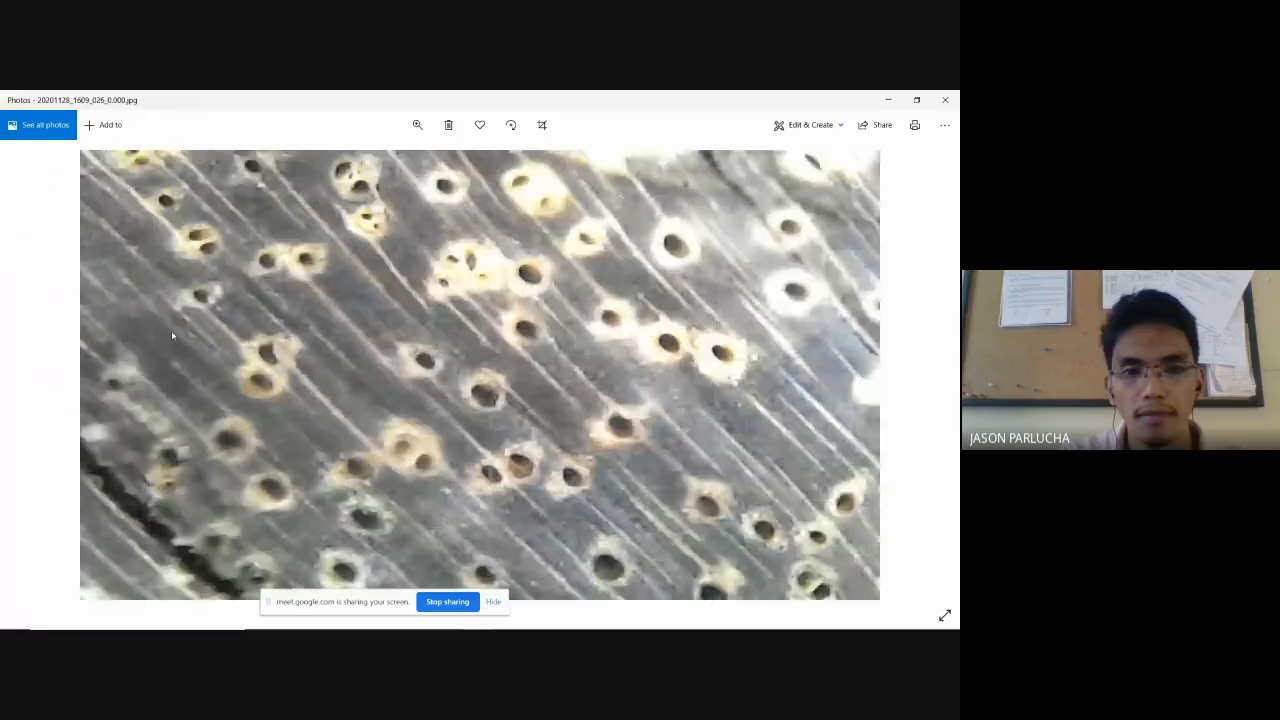 Photos - 20201128_1609_026_0.000.jpg
See all photos
Add to
Edit & Create
Share
JASON PARLUCHA
meet.google.com is sharing your screen.
Stop sharing
Hide